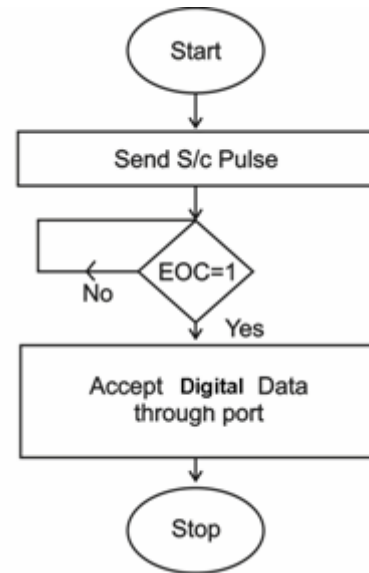 Start
Send S/c Pulse
EOC=1
No
Yes
Accept Digital Data
through port
Stop